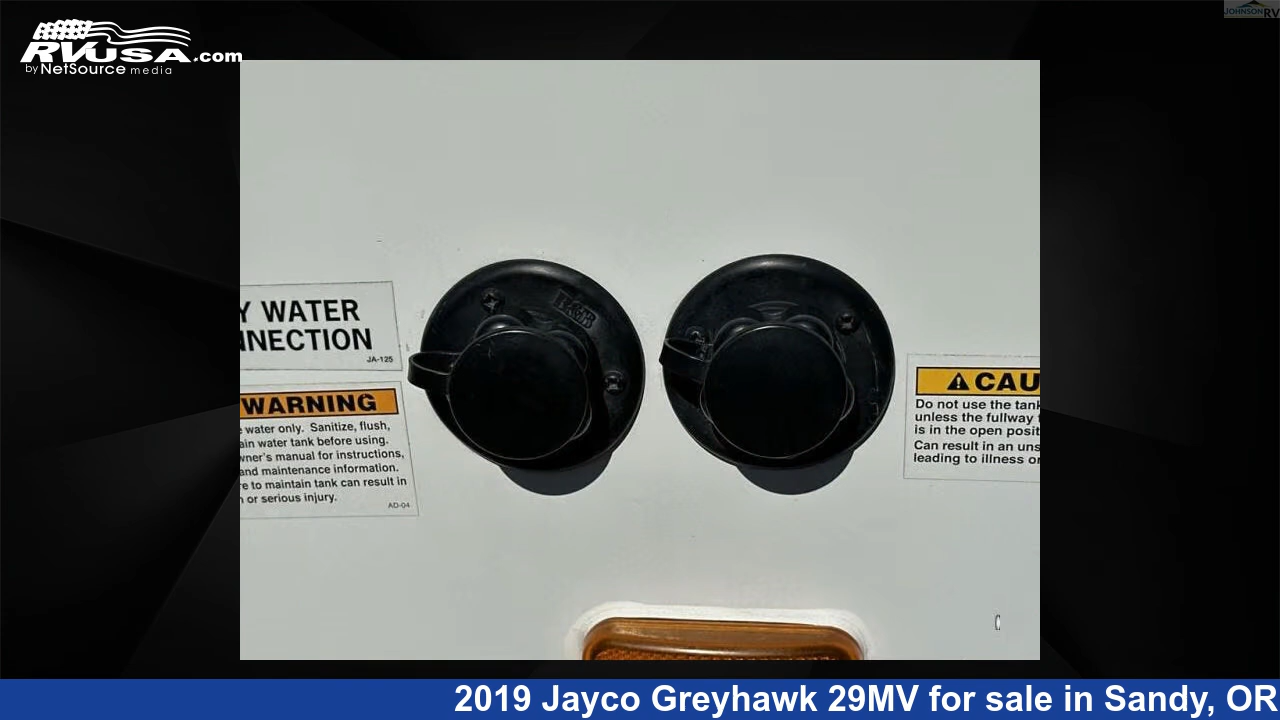 RVUSA.com
by NetSource media
JOHNSON RV
Y WATER
NNECTION
JA-125
WARNING
water only. Sanitize, flush,
ain water tank before using.
wner's manual for instructions,
and maintenance information.
re to maintain tank can result in
or serious injury.
AD-04
CAU
Do not use the tank
unless the fullway
is in the open posit
Can result in an uns
leading to illness or
2019 Jayco Greyhawk 29MV for sale in Sandy, OR